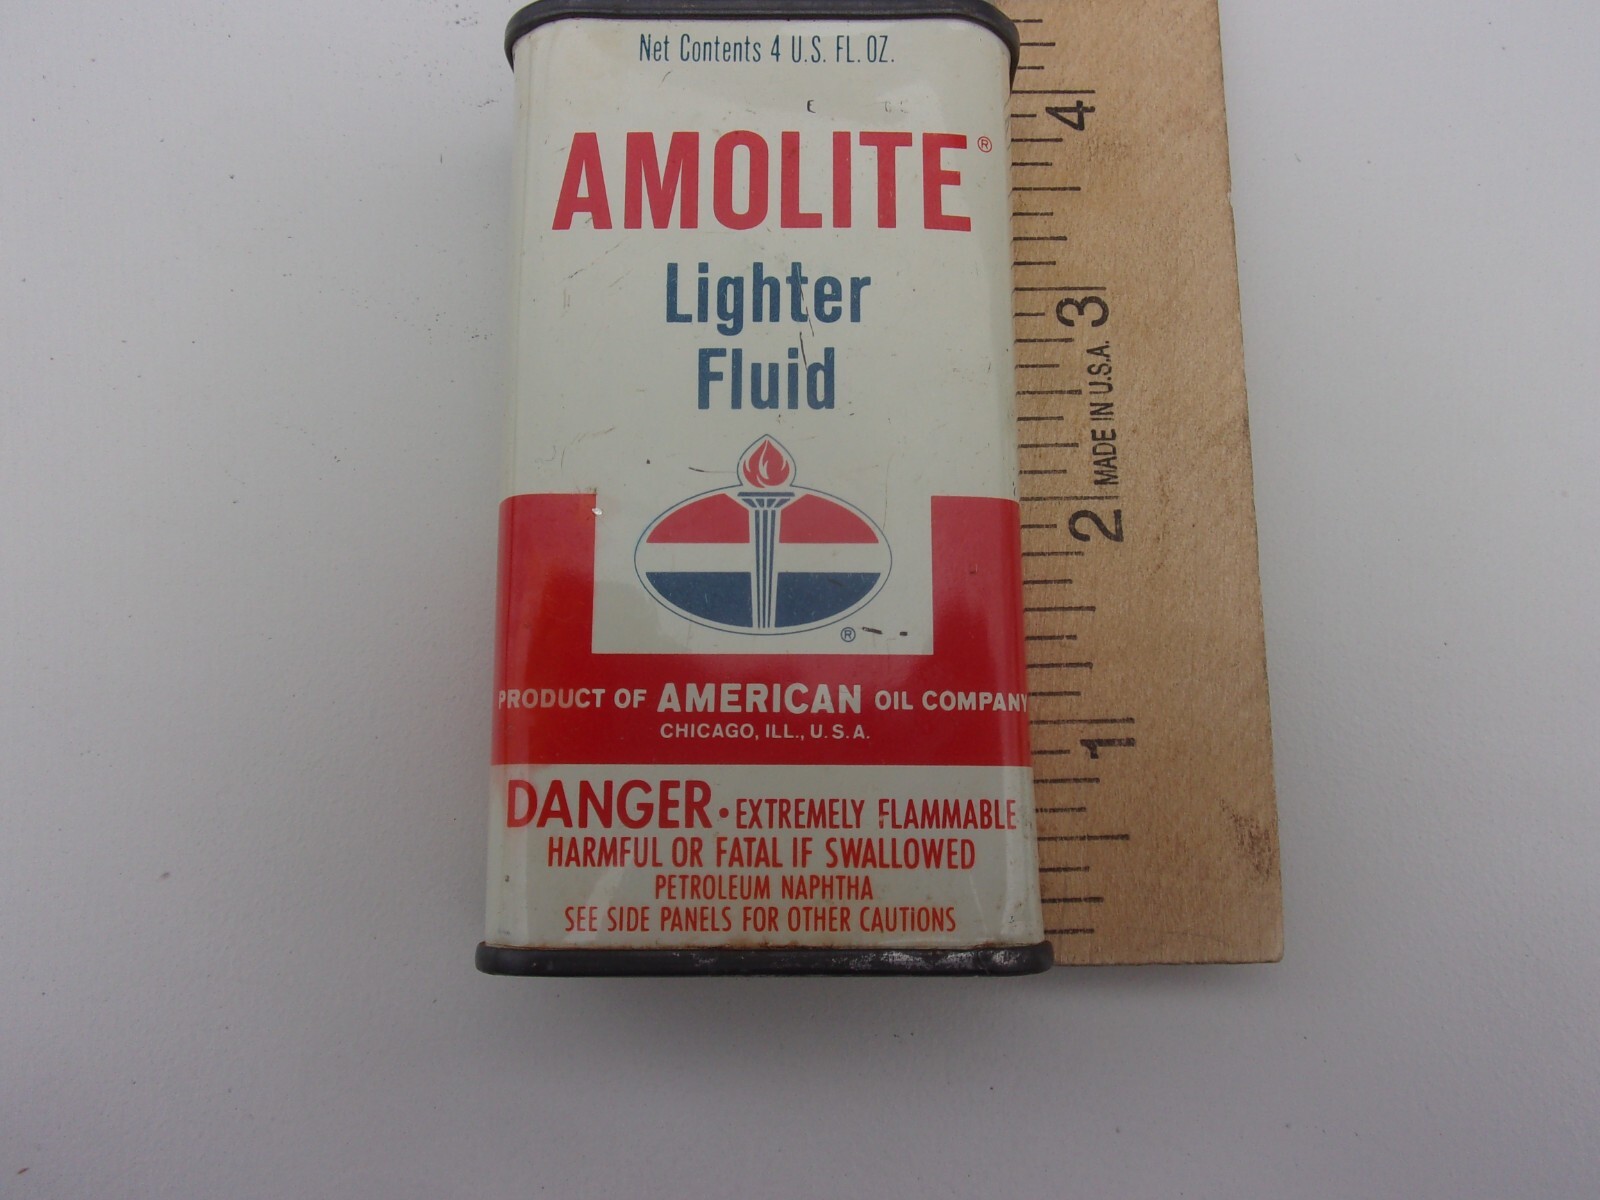 Net Contents 4 U.S. FL. OZ.
AMOLITE®
Lighter
Fluid
®
PRODUCT OF AMERICAN OIL COMPANY
CHICAGO, ILL., U.S.A.
DANGER • EXTREMELY FLAMMABLE
HARMFUL OR FATAL IF SWALLOWED
PETROLEUM NAPHTHA
SEE SIDE PANELS FOR OTHER CAUTIONS
4
3
MADE IN U.S.A.
2
1